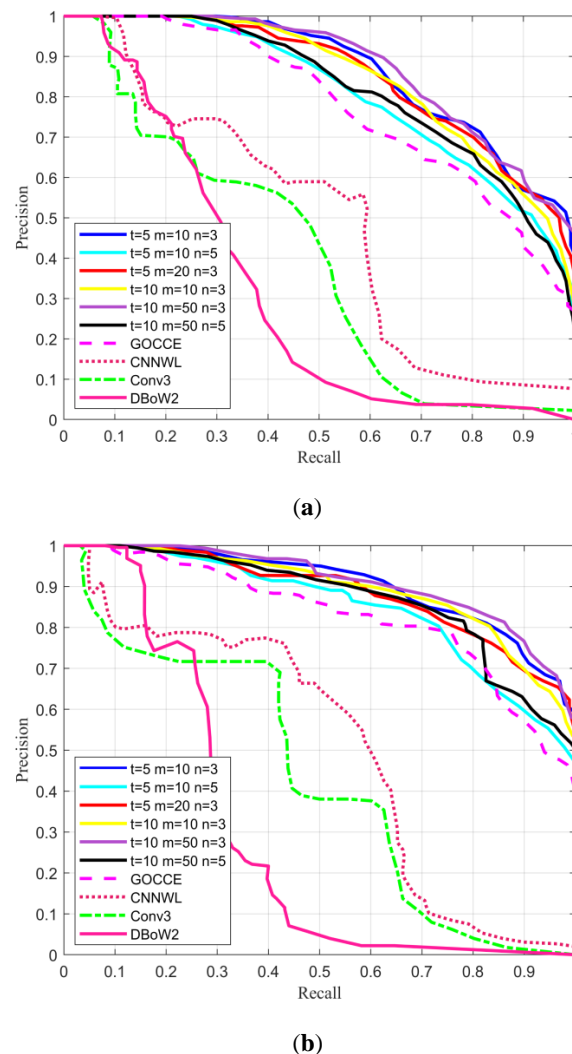 1
0.9
0.8
0.7
0.6
0.5
0.4
0.3
0.2
0.1
0
Precision
t=5 m=10 n=3
t=5 m=10 n=5
t=5 m=20 n=3
t=10 m=10 n=3
t=10 m=50 n=3
t=10 m=50 n=5
GOCCE
CNNWL
Conv3
DBoW2
0 0.1 0.2 0.3 0.4 0.5 0.6 0.7 0.8 0.9
Recall
(a)
1
0.9
0.8
0.7
0.6
0.5
0.4
0.3
0.2
0.1
0
Precision
t=5 m=10 n=3
t=5 m=10 n=5
t=5 m=20 n=3
t=10 m=10 n=3
t=10 m=50 n=3
t=10 m=50 n=5
GOCCE
CNNWL
Conv3
DBoW2
0 0.1 0.2 0.3 0.4 0.5 0.6 0.7 0.8 0.9
Recall
(b)